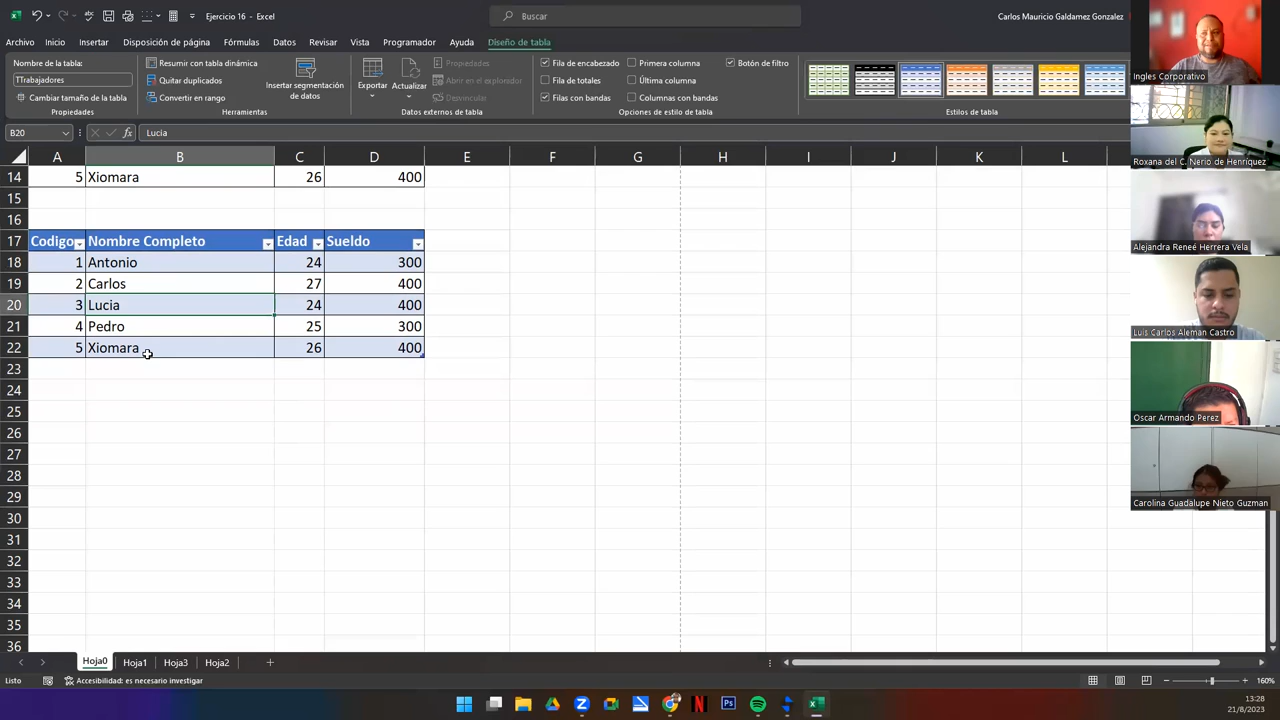 Ejercicio 16 - Excel
Buscar
Carlos Mauricio Galdamez Gonzalez
Archivo Inicio Insertar Disposición de página Fórmulas Datos Revisar Vista Programador Ayuda Diseño de tabla
Nombre de la tabla:
TTrabajadores
Cambiar tamaño de la tabla
Propiedades
Resumir con tabla dinámica
Quitar duplicados
Convertir en rango
Insertar segmentación de datos
Herramientas
Exportar
Actualizar
Propiedades
Abrir en el explorador
Desvincular
Datos externos de tabla
Fila de encabezado
Primera columna
Botón de filtro
Fila de totales
Última columna
Filas con bandas
Columnas con bandas
Opciones de estilo de tabla
Estilos de tabla
B20 fx Lucia
A B C D E F G H I J K L
14 5 Xiomara 26 400
15
16
17 Codigo Nombre Completo Edad Sueldo
18 1 Antonio 24 300
19 2 Carlos 27 400
20 3 Lucia 24 400
21 4 Pedro 25 300
22 5 Xiomara 26 400
23
24
25
26
27
28
29
30
31
32
33
34
35
36
Hoja0 Hoja1 Hoja3 Hoja2
Listo
Accesibilidad: es necesario investigar
160%
13:28
21/8/2023
Ingles Corporativo
Roxana del C. Nerio de Henríquez
Alejandra Reneé Herrera Vela
Luis Carlos Aleman Castro
Oscar Armando Perez
Carolina Guadalupe Nieto Guzman